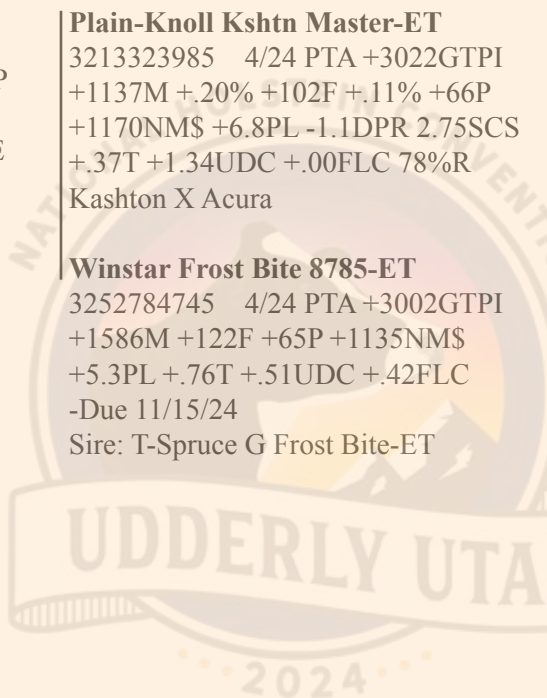 P
E
Plain-Knoll Kshtn Master-ET
3213323985 4/24 PTA +3022GTPI
+1137M +.20% +102F +.11% +66P
+1170NM$ +6.8PL -1.1DPR 2.75SCS
+.37T +1.34UDC +.00FLC 78%R
Kashton X Acura
Winstar Frost Bite 8785-ET
3252784745 4/24 PTA +3002GTPI
+1586M +122F +65P +1135NM$
+5.3PL +.76T +.51UDC +.42FLC
-Due 11/15/24
Sire: T-Spruce G Frost Bite-ET
NATIONAL HOLSTEIN CONVENTI
UDDERLY UTA
2024